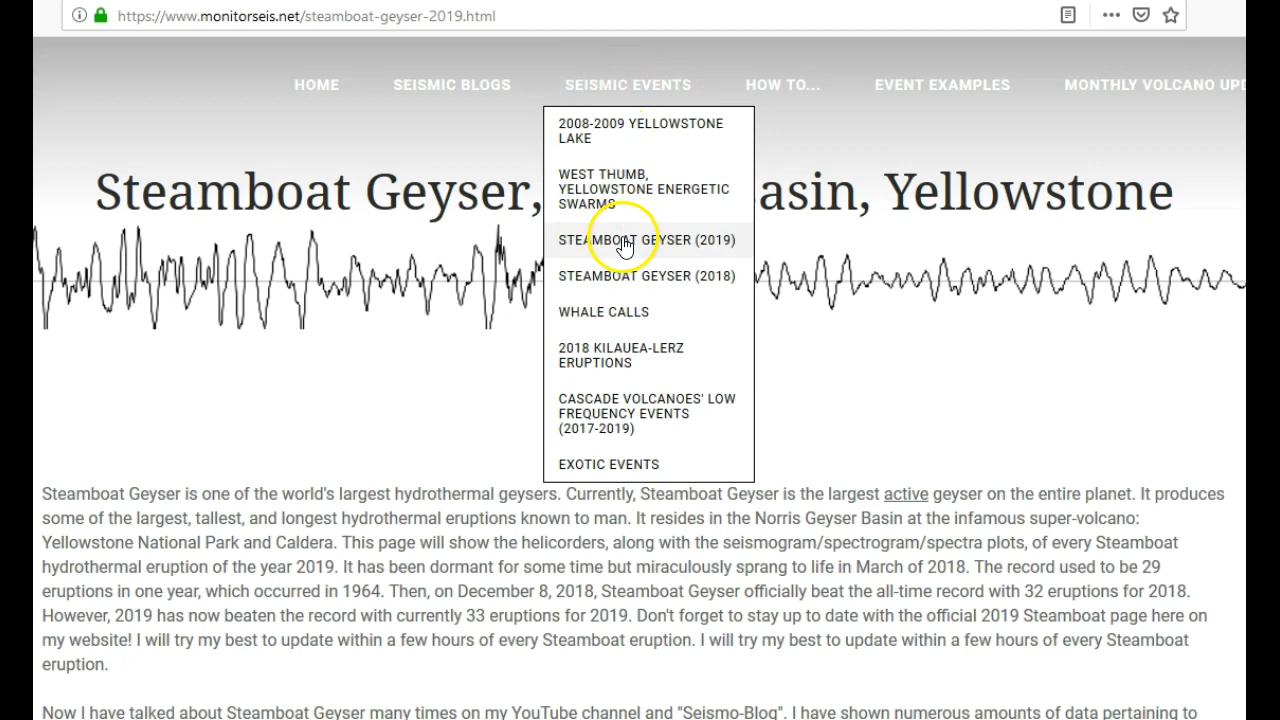 https://www.monitorseis.net/steamboat-geyser-2019.html
HOME SEISMIC BLOGS SEISMIC EVENTS HOW TO... EVENT EXAMPLES MONTHLY VOLCANO UPD
2008-2009 YELLOWSTONE
LAKE
WEST THUMB,
YELLOWSTONE ENERGETIC
SWARMS
STEAMBOAT GEYSER (2019)
STEAMBOAT GEYSER (2018)
WHALE CALLS
2018 KILAUEA-LERZ
ERUPTIONS
CASCADE VOLCANOES' LOW
FREQUENCY EVENTS
(2017-2019)
EXOTIC EVENTS
Steamboat Geyser, asin, Yellowstone
Steamboat Geyser is one of the world's largest hydrothermal geysers. Currently, Steamboat Geyser is the largest active geyser on the entire planet. It produces
some of the largest, tallest, and longest hydrothermal eruptions known to man. It resides in the Norris Geyser Basin at the infamous super-volcano:
Yellowstone National Park and Caldera. This page will show the helicorders, along with the seismogram/spectrogram/spectra plots, of every Steamboat
hydrothermal eruption of the year 2019. It has been dormant for some time but miraculously sprang to life in March of 2018. The record used to be 29
eruptions in one year, which occurred in 1964. Then, on December 8, 2018, Steamboat Geyser officially beat the all-time record with 32 eruptions for 2018.
However, 2019 has now beaten the record with currently 33 eruptions for 2019. Don't forget to stay up to date with the official 2019 Steamboat page here on
my website! I will try my best to update within a few hours of every Steamboat eruption. I will try my best to update within a few hours of every Steamboat
eruption.
Now I have talked about Steamboat Geyser many times on my YouTube channel and "Seismo-Blog". I have shown numerous amounts of data pertaining to